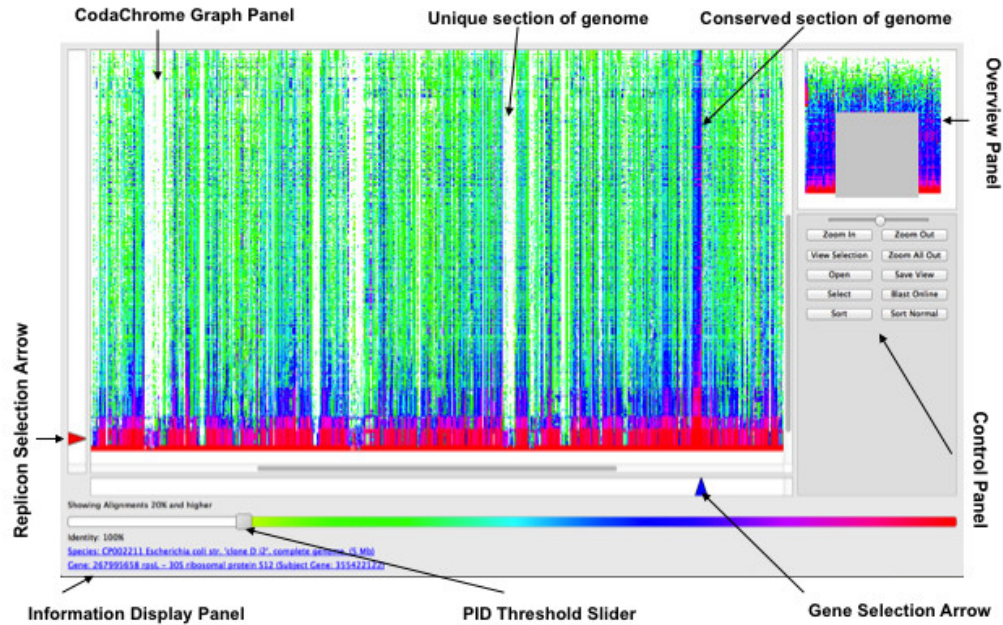 CodaChrome Graph Panel
Unique section of genome
Conserved section of genome
Overview Panel
Zoom In
Zoom Out
View Selection
Zoom All Out
Open
Save View
Select
Blast Online
Sort
Sort Normal
Replicon Selection Arrow
Control Panel
Showing Alignments 20% and higher
Identity: 100%
Species: CP002211 Escherichia coli str. 'clone D i2', complete genome. (5 Mb)
Gene: 267995658 rpsL - 30S ribosomal protein S12 (Subject Gene: 355422122)
Information Display Panel
PID Threshold Slider
Gene Selection Arrow